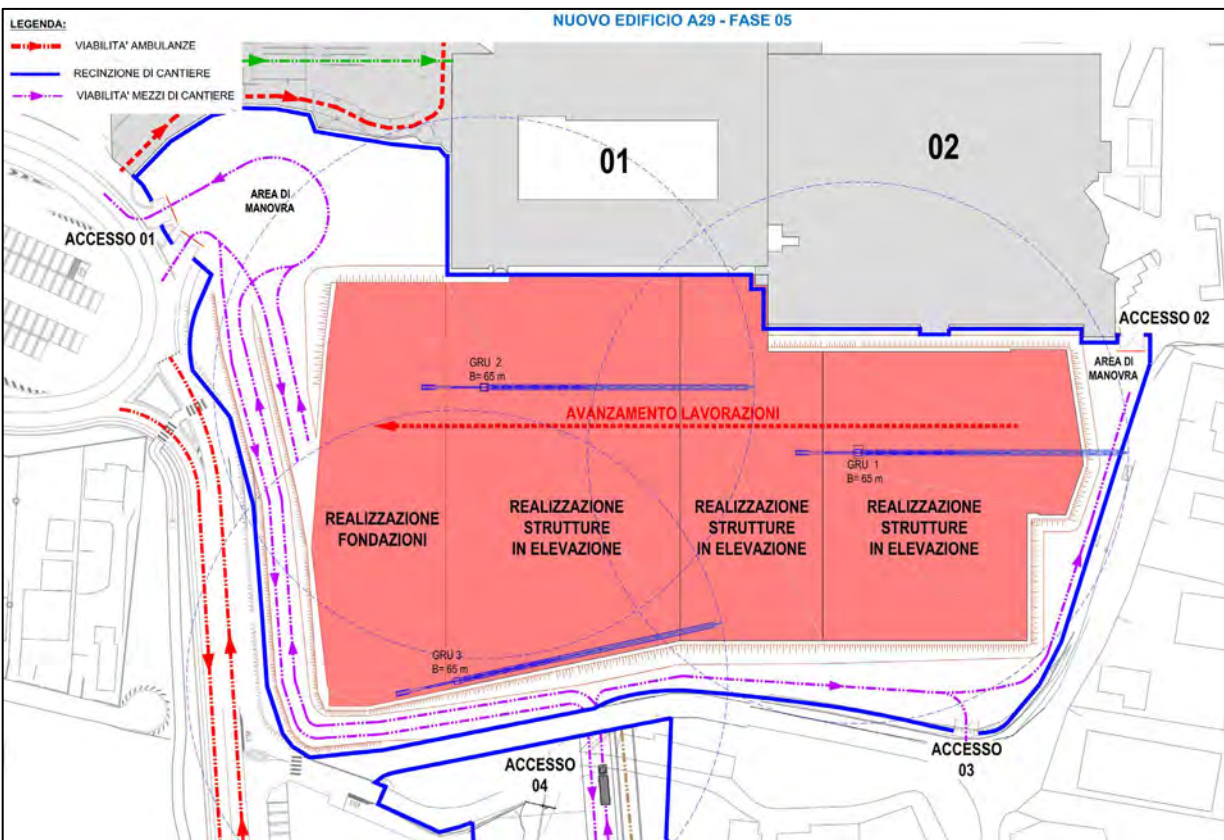 NUOVO EDIFICIO A29 - FASE 05
LEGENDA:
VIABILITA' AMBULANZE
RECINZIONE DI CANTIERE
VIABILITA' MEZZI DI CANTIERE
01
02
AREA DI
MANOVRA
ACCESSO 01
ACCESSO 02
AREA DI
MANOVRA
GRU 2
B= 65 m
AVANZAMENTO LAVORAZIONI
GRU 1
B= 65 m
REALIZZAZIONE
FONDAZIONI
REALIZZAZIONE
STRUTTURE
IN ELEVAZIONE
REALIZZAZIONE
STRUTTURE
IN ELEVAZIONE
REALIZZAZIONE
STRUTTURE
IN ELEVAZIONE
GRU 3
B= 65 m
ACCESSO
04
ACCESSO
03